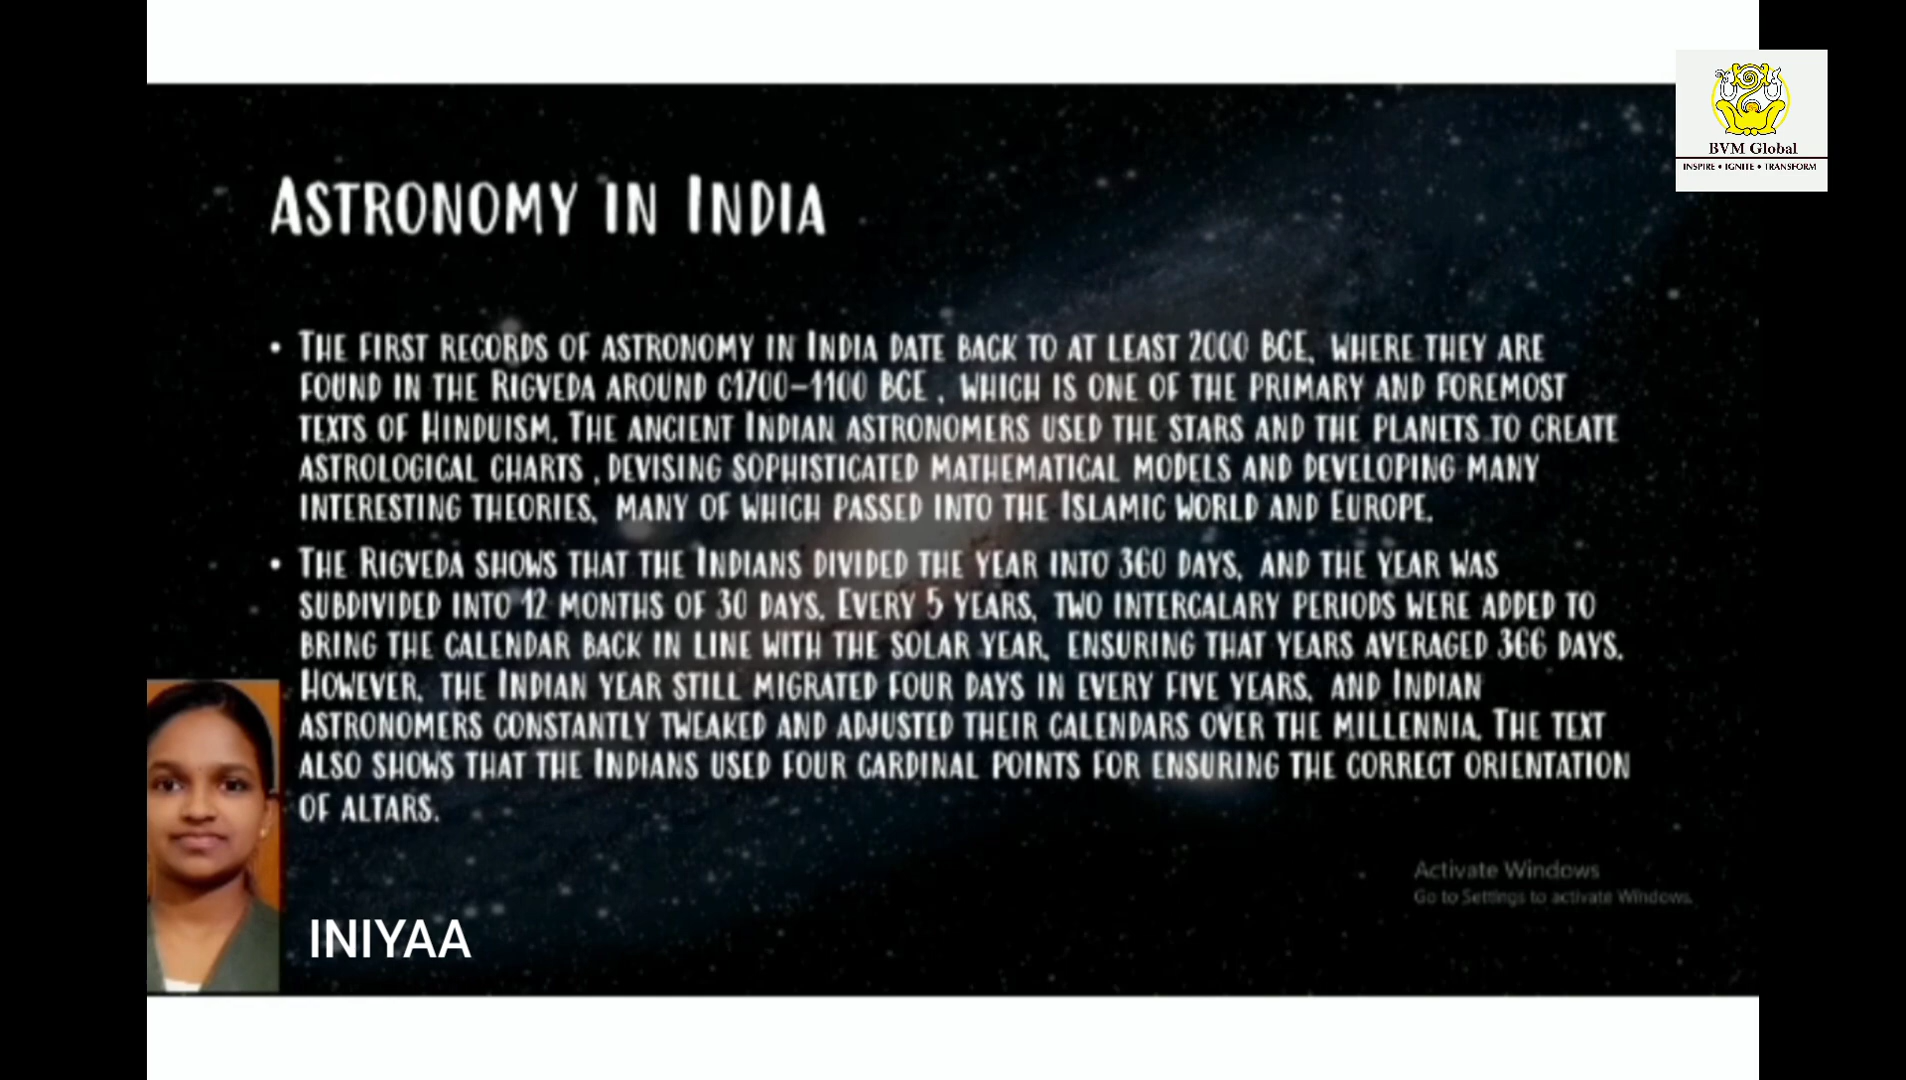 BVM Global
INSPIRE • IGNITE • TRANSFORM
ASTRONOMY IN INDIA
• THE FIRST RECORDS OF ASTRONOMY IN INDIA DATE BACK TO AT LEAST 2000 BCE, WHERE THEY ARE
FOUND IN THE RIGVEDA AROUND C1700–1100 BCE , WHICH IS ONE OF THE PRIMARY AND FOREMOST
TEXTS OF HINDUISM. THE ANCIENT INDIAN ASTRONOMERS USED THE STARS AND THE PLANETS TO CREATE
ASTROLOGICAL CHARTS , DEVISING SOPHISTICATED MATHEMATICAL MODELS AND DEVELOPING MANY
INTERESTING THEORIES, MANY OF WHICH PASSED INTO THE ISLAMIC WORLD AND EUROPE.
• THE RIGVEDA SHOWS THAT THE INDIANS DIVIDED THE YEAR INTO 360 DAYS, AND THE YEAR WAS
SUBDIVIDED INTO 12 MONTHS OF 30 DAYS. EVERY 5 YEARS, TWO INTERCALARY PERIODS WERE ADDED TO
BRING THE CALENDAR BACK IN LINE WITH THE SOLAR YEAR, ENSURING THAT YEARS AVERAGED 366 DAYS.
HOWEVER, THE INDIAN YEAR STILL MIGRATED FOUR DAYS IN EVERY FIVE YEARS, AND INDIAN
ASTRONOMERS CONSTANTLY TWEAKED AND ADJUSTED THEIR CALENDARS OVER THE MILLENNIA. THE TEXT
ALSO SHOWS THAT THE INDIANS USED FOUR CARDINAL POINTS FOR ENSURING THE CORRECT ORIENTATION
OF ALTARS.
Activate Windows
Go to Settings to activate Windows.
INIYAA